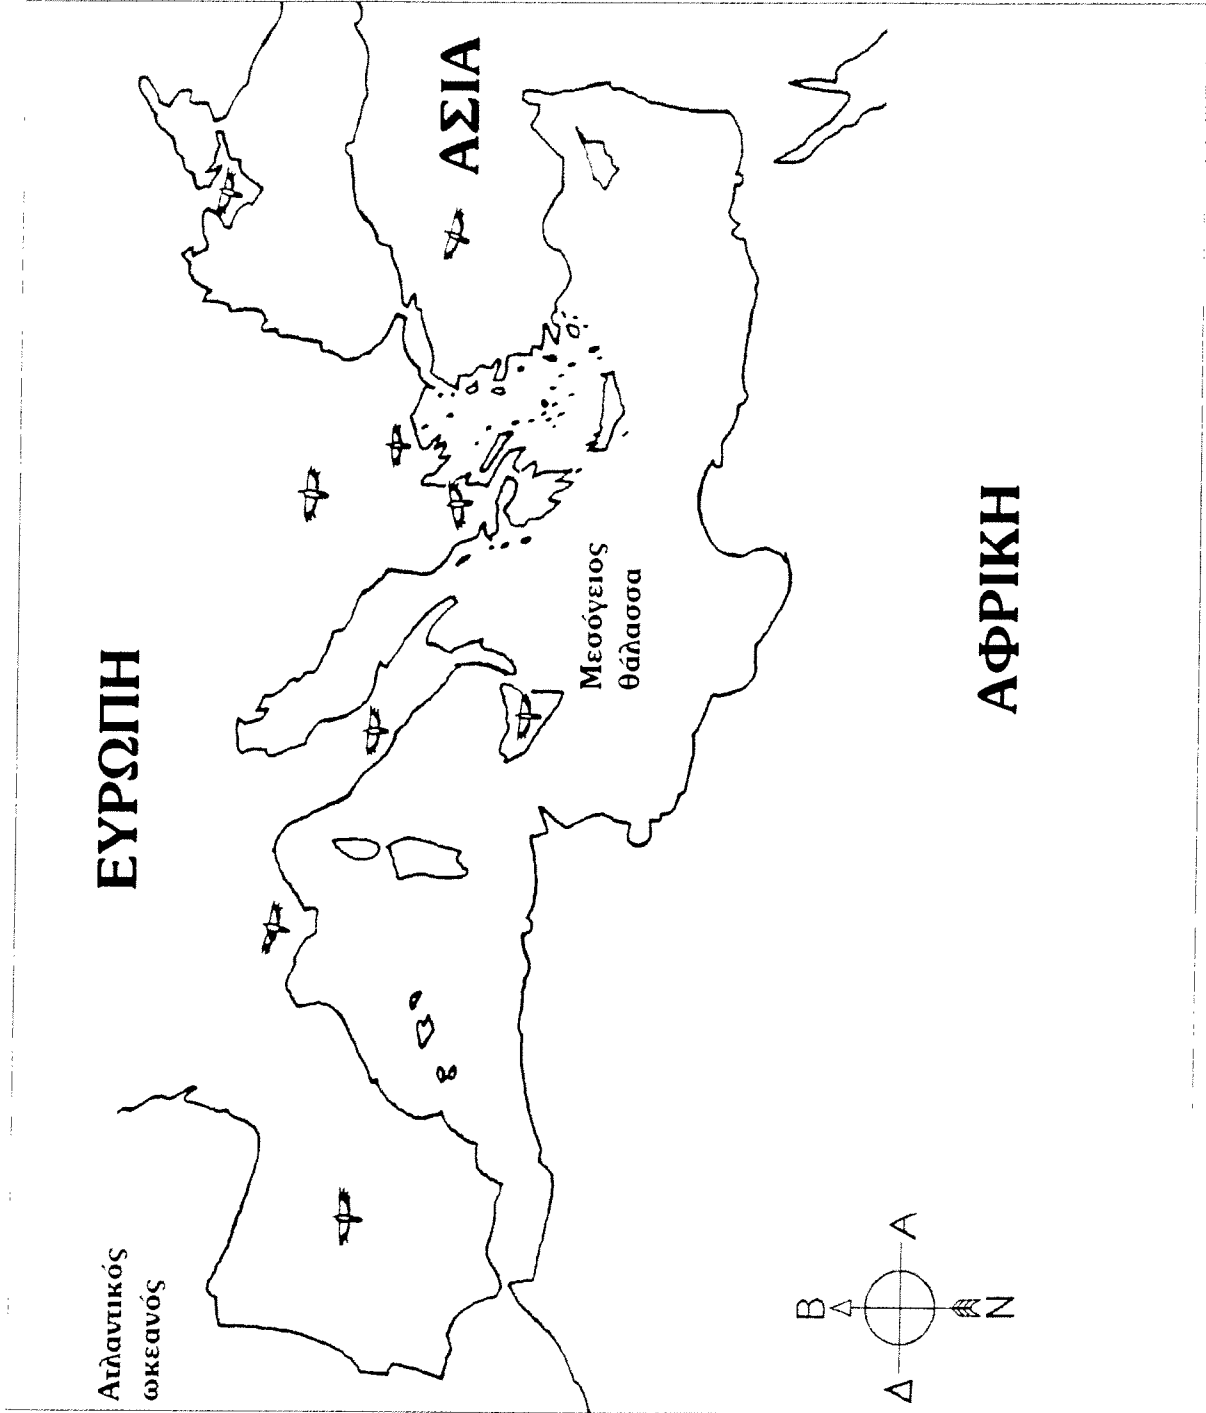 Ατλαντικός
ωκεανός
ΕΥΡΩΠΗ
ΑΣΙΑ
Μεσόγειος
θάλασσα
ΑΦΡΙΚΗ
Β
Δ
Α
Ν